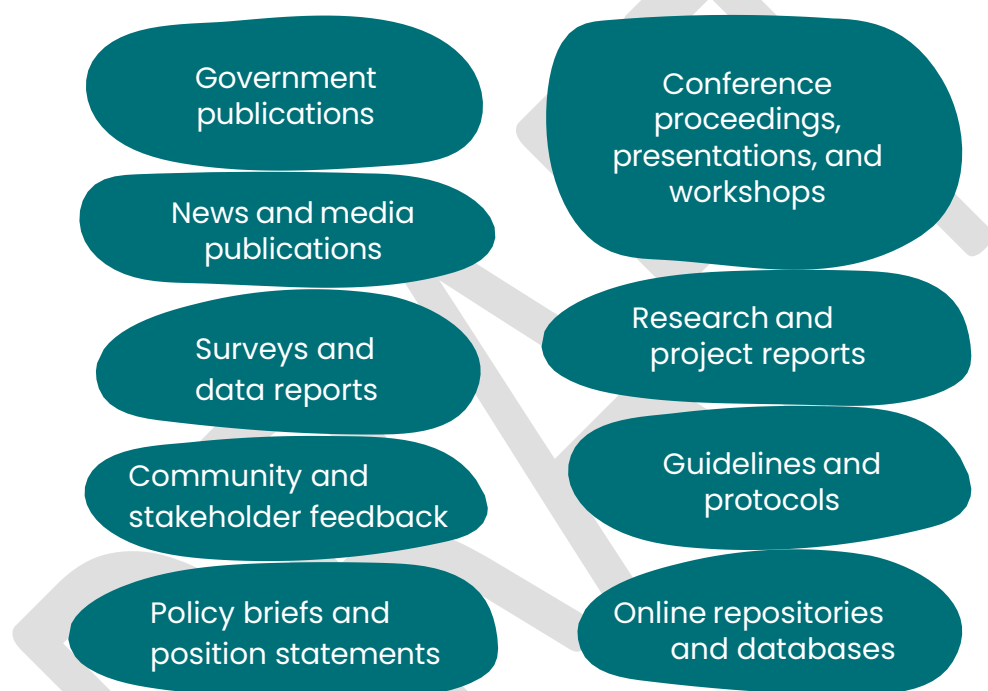 Government
publications
News and media
publications
Surveys and
data reports
Community and
stakeholder feedback
Policy briefs and
position statements
Conference
proceedings,
presentations, and
workshops
Research and
project reports
Guidelines and
protocols
Online repositories
and databases